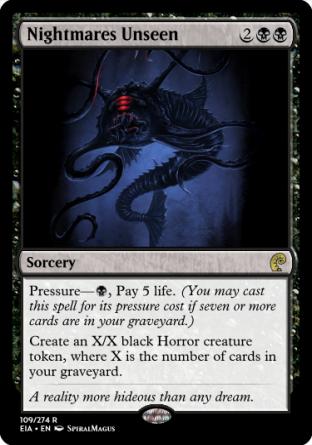 Nightmares Unseen 2
Sorcery
Pressure—, Pay 5 life. (You may cast
this spell for its pressure cost if seven or more
cards are in your graveyard.)
Create an X/X black Horror creature
token, where X is the number of cards in
your graveyard.
A reality more hideous than any dream.
109/274 R
EIA • EN SpiralMagus